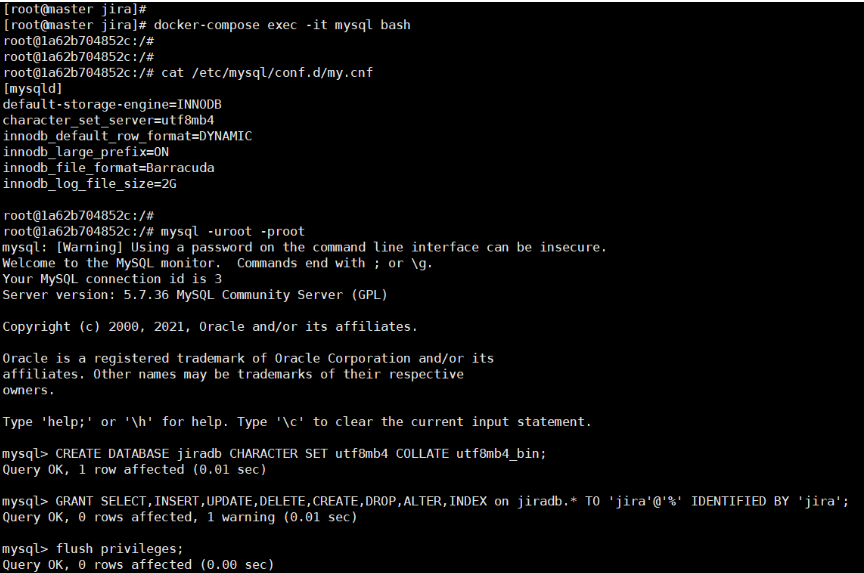 [root@master jira]#
[root@master jira]# docker-compose exec -it mysql bash
root@1a62b704852c:/#
root@1a62b704852c:/#
root@1a62b704852c:/# cat /etc/mysql/conf.d/my.cnf
[mysqld]
default-storage-engine=INNODB
character_set_server=utf8mb4
innodb_default_row_format=DYNAMIC
innodb_large_prefix=ON
innodb_file_format=Barracuda
innodb_log_file_size=2G
root@1a62b704852c:/#
root@1a62b704852c:/# mysql -uroot -proot
mysql: [Warning] Using a password on the command line interface can be insecure.
Welcome to the MySQL monitor.  Commands end with ; or \g.
Your MySQL connection id is 3
Server version: 5.7.36 MySQL Community Server (GPL)
Copyright (c) 2000, 2021, Oracle and/or its affiliates.
Oracle is a registered trademark of Oracle Corporation and/or its
affiliates. Other names may be trademarks of their respective
owners.
Type 'help;' or '\h' for help. Type '\c' to clear the current input statement.
mysql> CREATE DATABASE jiradb CHARACTER SET utf8mb4 COLLATE utf8mb4_bin;
Query OK, 1 row affected (0.01 sec)
mysql> GRANT SELECT,INSERT,UPDATE,DELETE,CREATE,DROP,ALTER,INDEX on jiradb.* TO 'jira'@'%' IDENTIFIED BY 'jira';
Query OK, 0 rows affected, 1 warning (0.01 sec)
mysql> flush privileges;
Query OK, 0 rows affected (0.00 sec)